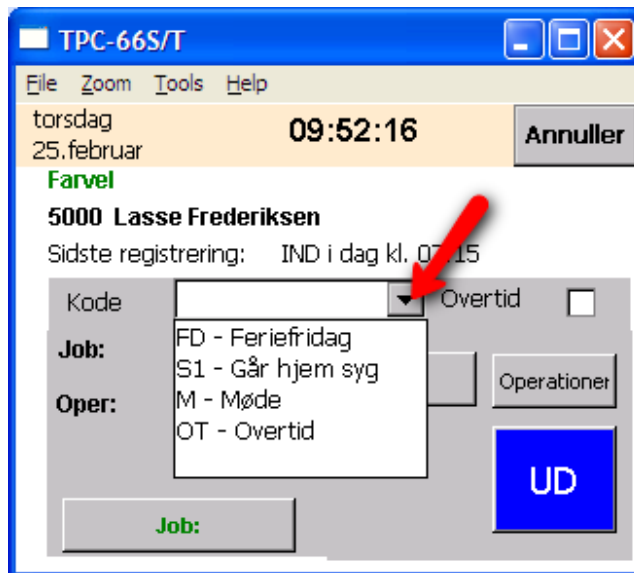 TPC-66S/T
File Zoom Tools Help
torsdag
25.februar
09:52:16
Annuller
Farvel
5000 Lasse Frederiksen
Sidste registrering: IND i dag kl. 07:15
Kode
Overtid
FD - Feriefridag
S1 - Går hjem syg
M - Møde
OT - Overtid
Job:
Operationer
Oper:
UD
Job: